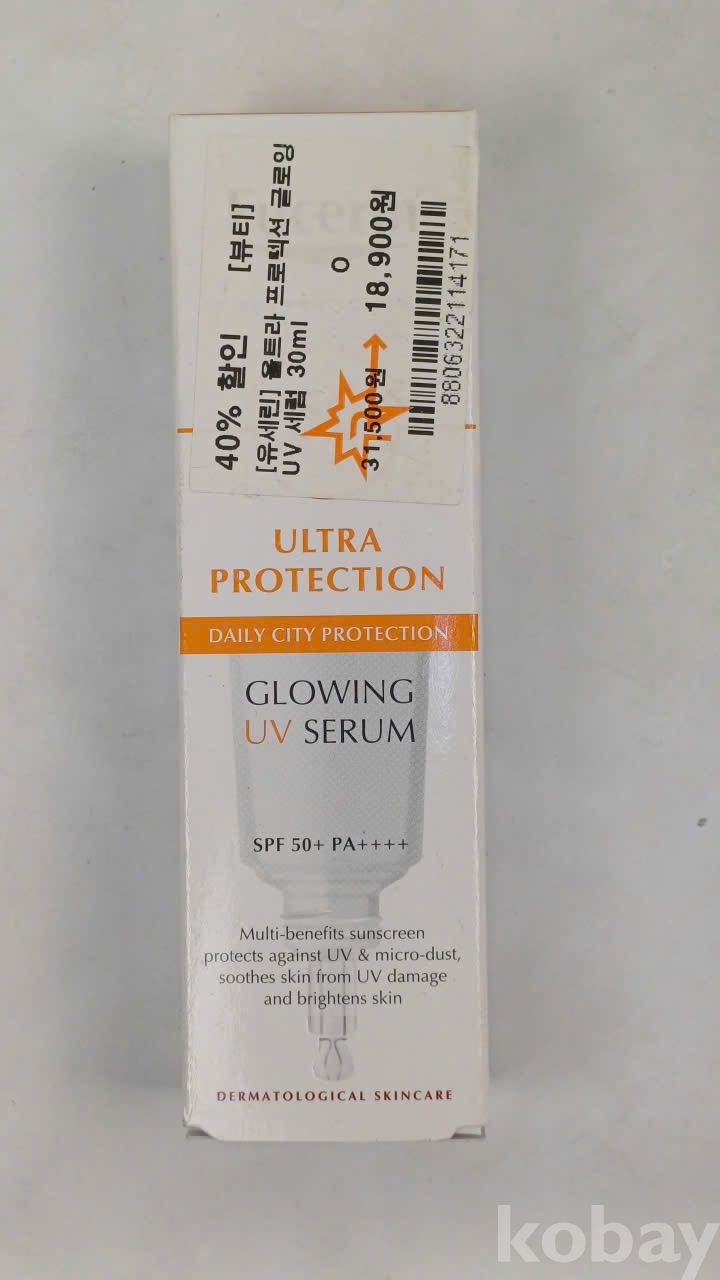 40% 할인 [뷰티]
[유세린] 울트라 프로텍션 글로잉
UV 세럼 30ml
O
31,500원 → 18,900원
8806322114171
ULTRA
PROTECTION
DAILY CITY PROTECTION
GLOWING
UV SERUM
SPF 50+ PA++++
Multi-benefits sunscreen
protects against UV & micro-dust,
soothes skin from UV damage
and brightens skin
DERMATOLOGICAL SKINCARE
kobay